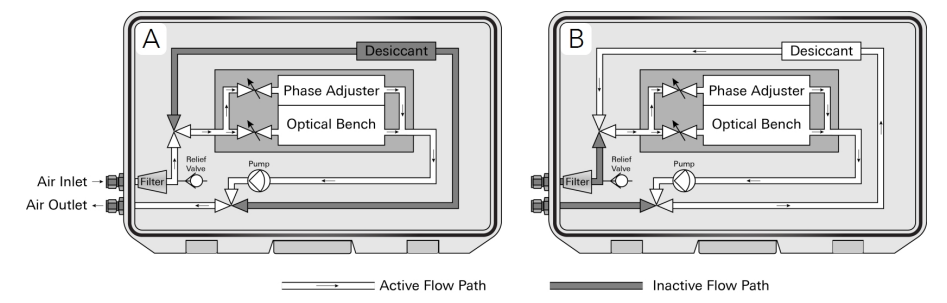 A
Desiccant
Phase Adjuster
Optical Bench
Relief
Valve
Pump
Filter
Air Inlet
Air Outlet
B
Desiccant
Phase Adjuster
Optical Bench
Relief
Valve
Pump
Filter
Active Flow Path
Inactive Flow Path